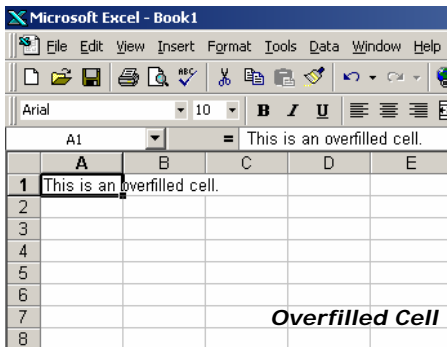 Microsoft Excel - Book1
File Edit View Insert Format Tools Data Window Help
Arial 10 B I U
A1 = This is an overfilled cell.
A B C D E
1 This is an overfilled cell.
2
3
4
5
6
7 Overfilled Cell
8